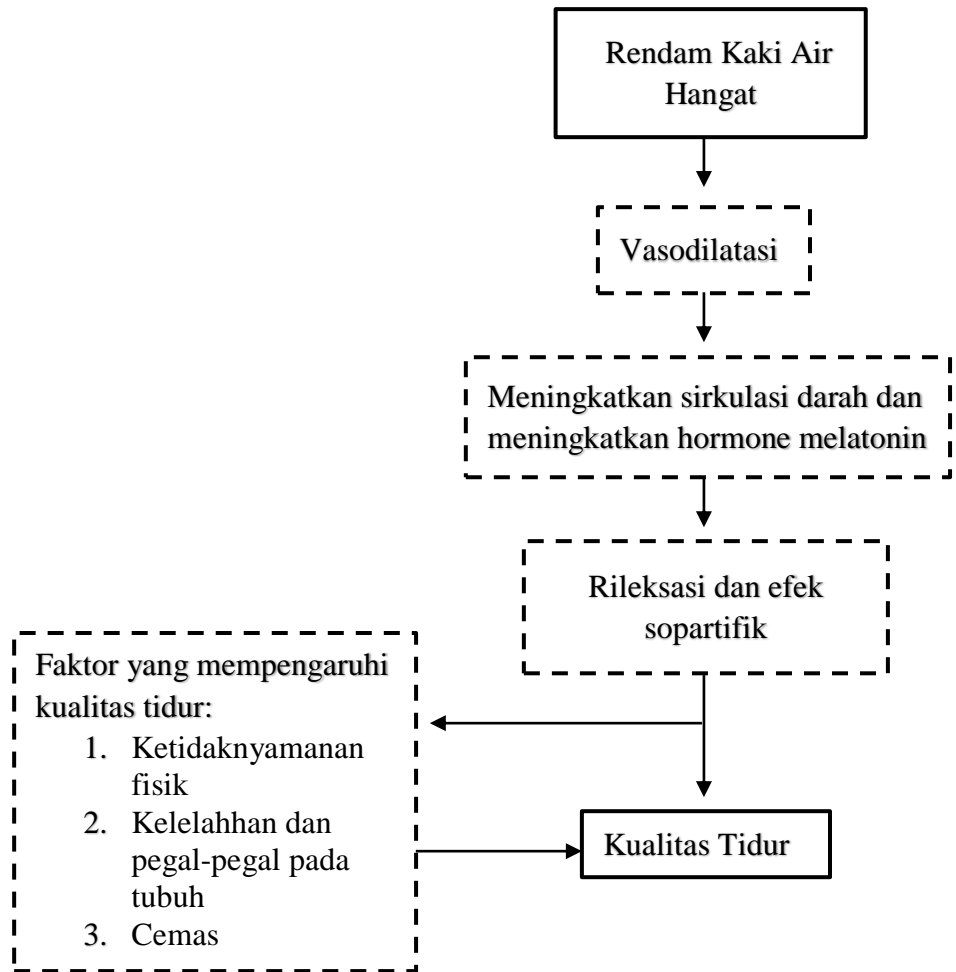 Rendam Kaki Air
Hangat
Vasodilatasi
Meningkatkan sirkulasi darah dan
meningkatkan hormone melatonin
Rileksasi dan efek
sopartifik
Faktor yang mempengaruhi
kualitas tidur:
1. Ketidaknyamanan
fisik
2. Kelelahhan dan
pegal-pegal pada
tubuh
3. Cemas
Kualitas Tidur